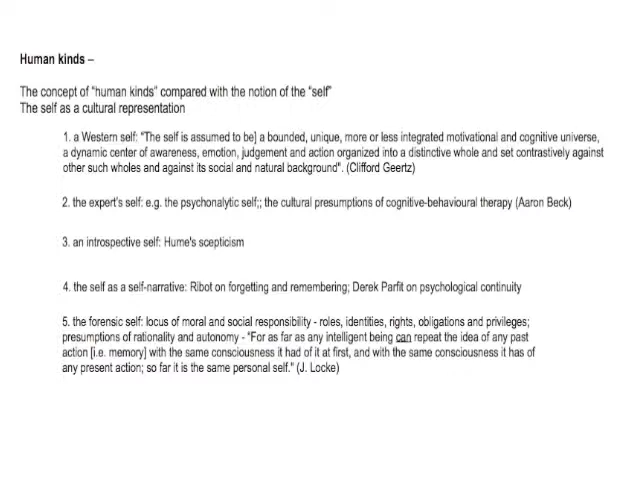 Human kinds –
The concept of “human kinds” compared with the notion of the “self”
The self as a cultural representation
1. a Western self: “The self is assumed to be] a bounded, unique, more or less integrated motivational and cognitive universe,
a dynamic center of awareness, emotion, judgement and action organized into a distinctive whole and set contrastively against
other such wholes and against its social and natural background". (Clifford Geertz)
2. the expert's self: e.g. the psychonalytic self;; the cultural presumptions of cognitive-behavioural therapy (Aaron Beck)
3. an introspective self: Hume's scepticism
4. the self as a self-narrative: Ribot on forgetting and remembering; Derek Parfit on psychological continuity
5. the forensic self: locus of moral and social responsibility - roles, identities, rights, obligations and privileges;
presumptions of rationality and autonomy - “For as far as any intelligent being can repeat the idea of any past
action [i.e. memory] with the same consciousness it had of it at first, and with the same consciousness it has of
any present action; so far it is the same personal self.” (J. Locke)